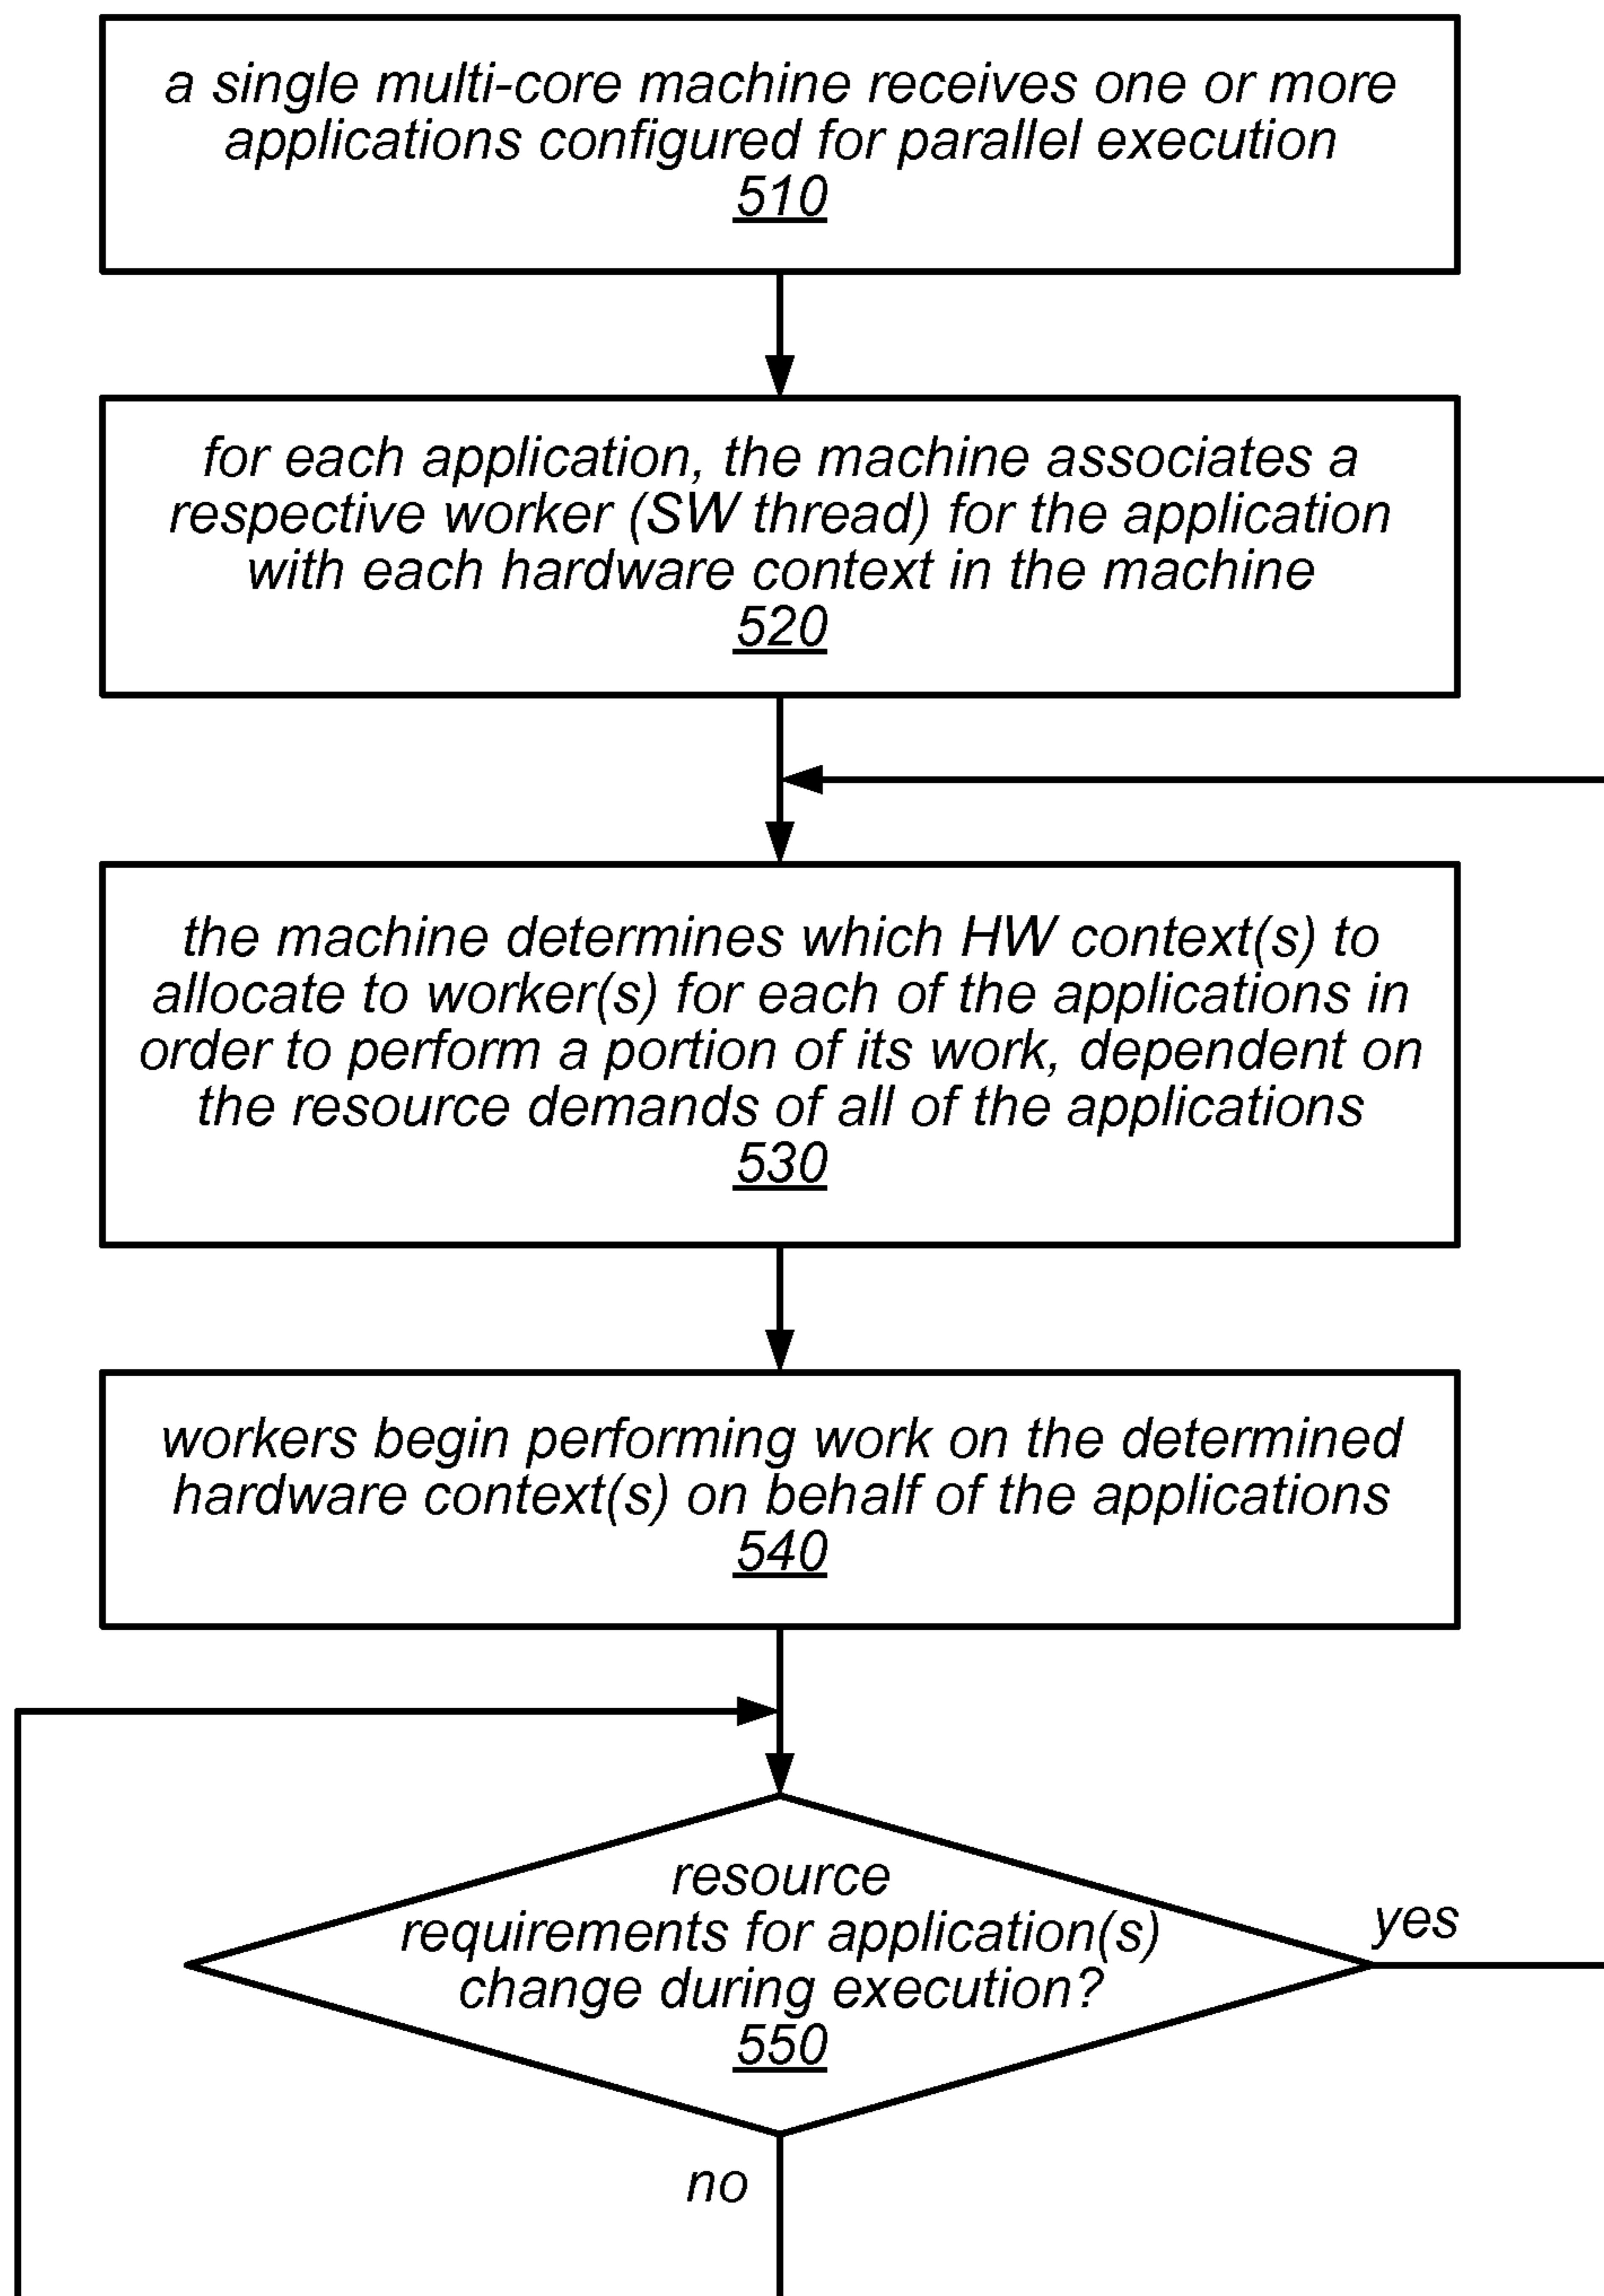 a single multi-core machine receives one or more
applications configured for parallel execution
510
for each application, the machine associates a
respective worker (SW thread) for the application
with each hardware context in the machine
520
the machine determines which HW context(s) to
allocate to worker(s) for each of the applications in
order to perform a portion of its work, dependent on
the resource demands of all of the applications
530
workers begin performing work on the determined
hardware context(s) on behalf of the applications
540
resource
requirements for application(s)
change during execution?
550
yes
no